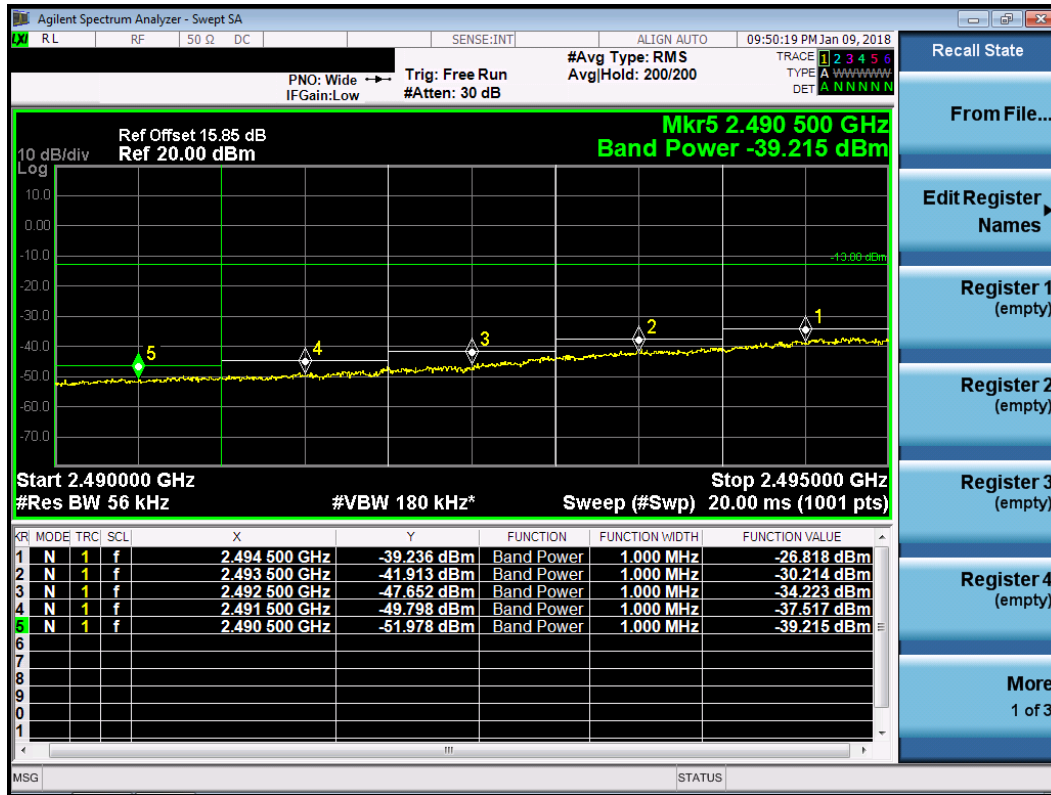 Agilent Spectrum Analyzer - Swept SA
LXI RL RF 50 Ω DC SENSE:INT ALIGN AUTO 09:50:19 PM Jan 09, 2018
PNO: Wide Trig: Free Run #Avg Type: RMS TRACE 1 2 3 4 5 6
IFGain:Low #Atten: 30 dB Avg|Hold: 200/200 TYPE A WWWWW
DET A N N N N N
Ref Offset 15.85 dB Mkr5 2.490 500 GHz
10 dB/div Ref 20.00 dBm Band Power -39.215 dBm
Log
10.0
0.00
-10.0 -13.00 dBm
-20.0
-30.0
-40.0
-50.0
-60.0
-70.0
5 4 3 2 1
Start 2.490000 GHz Stop 2.495000 GHz
#Res BW 56 kHz #VBW 180 kHz* Sweep (#Swp) 20.00 ms (1001 pts)
KR MODE TRC SCL X Y FUNCTION FUNCTION WIDTH FUNCTION VALUE
1 N 1 f 2.494 500 GHz -39.236 dBm Band Power 1.000 MHz -26.818 dBm
2 N 1 f 2.493 500 GHz -41.913 dBm Band Power 1.000 MHz -30.214 dBm
3 N 1 f 2.492 500 GHz -47.652 dBm Band Power 1.000 MHz -34.223 dBm
4 N 1 f 2.491 500 GHz -49.798 dBm Band Power 1.000 MHz -37.517 dBm
5 N 1 f 2.490 500 GHz -51.978 dBm Band Power 1.000 MHz -39.215 dBm
6
7
8
9
0
1
MSG STATUS
Recall State
From File...
Edit Register
Names
Register 1
(empty)
Register 2
(empty)
Register 3
(empty)
Register 4
(empty)
More
1 of 3